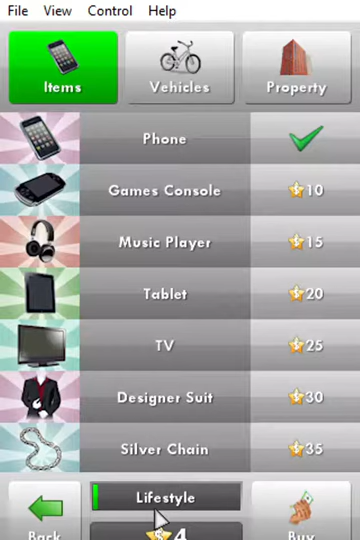 File View Control Help
Items Vehicles Property
Phone
Games Console 10
Music Player 15
Tablet 20
TV 25
Designer Suit 30
Silver Chain 35
Lifestyle
Back 4 Buy